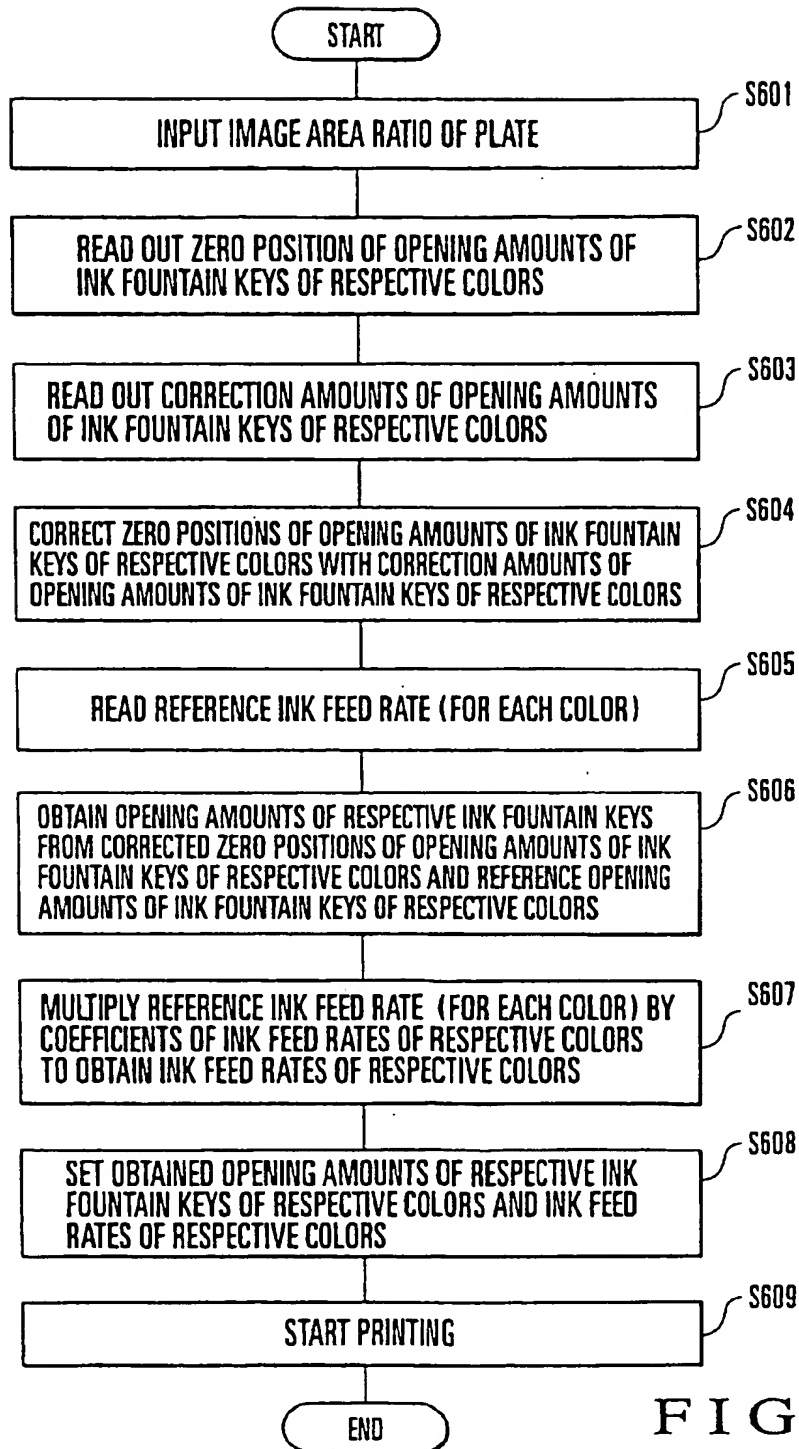 START
S601
INPUT IMAGE AREA RATIO OF PLATE
S602
READ OUT ZERO POSITION OF OPENING AMOUNTS OF
INK FOUNTAIN KEYS OF RESPECTIVE COLORS
S603
READ OUT CORRECTION AMOUNTS OF OPENING AMOUNTS
OF INK FOUNTAIN KEYS OF RESPECTIVE COLORS
S604
CORRECT ZERO POSITIONS OF OPENING AMOUNTS OF INK FOUNTAIN
KEYS OF RESPECTIVE COLORS WITH CORRECTION AMOUNTS OF
OPENING AMOUNTS OF INK FOUNTAIN KEYS OF RESPECTIVE COLORS
S605
READ REFERENCE INK FEED RATE (FOR EACH COLOR)
S606
OBTAIN OPENING AMOUNTS OF RESPECTIVE INK FOUNTAIN KEYS
FROM CORRECTED ZERO POSITIONS OF OPENING AMOUNTS OF INK
FOUNTAIN KEYS OF RESPECTIVE COLORS AND REFERENCE OPENING
AMOUNTS OF INK FOUNTAIN KEYS OF RESPECTIVE COLORS
S607
MULTIPLY REFERENCE INK FEED RATE (FOR EACH COLOR) BY
COEFFICIENTS OF INK FEED RATES OF RESPECTIVE COLORS
TO OBTAIN INK FEED RATES OF RESPECTIVE COLORS
S608
SET OBTAINED OPENING AMOUNTS OF RESPECTIVE INK
FOUNTAIN KEYS OF RESPECTIVE COLORS AND INK FEED
RATES OF RESPECTIVE COLORS
S609
START PRINTING
END
FIG